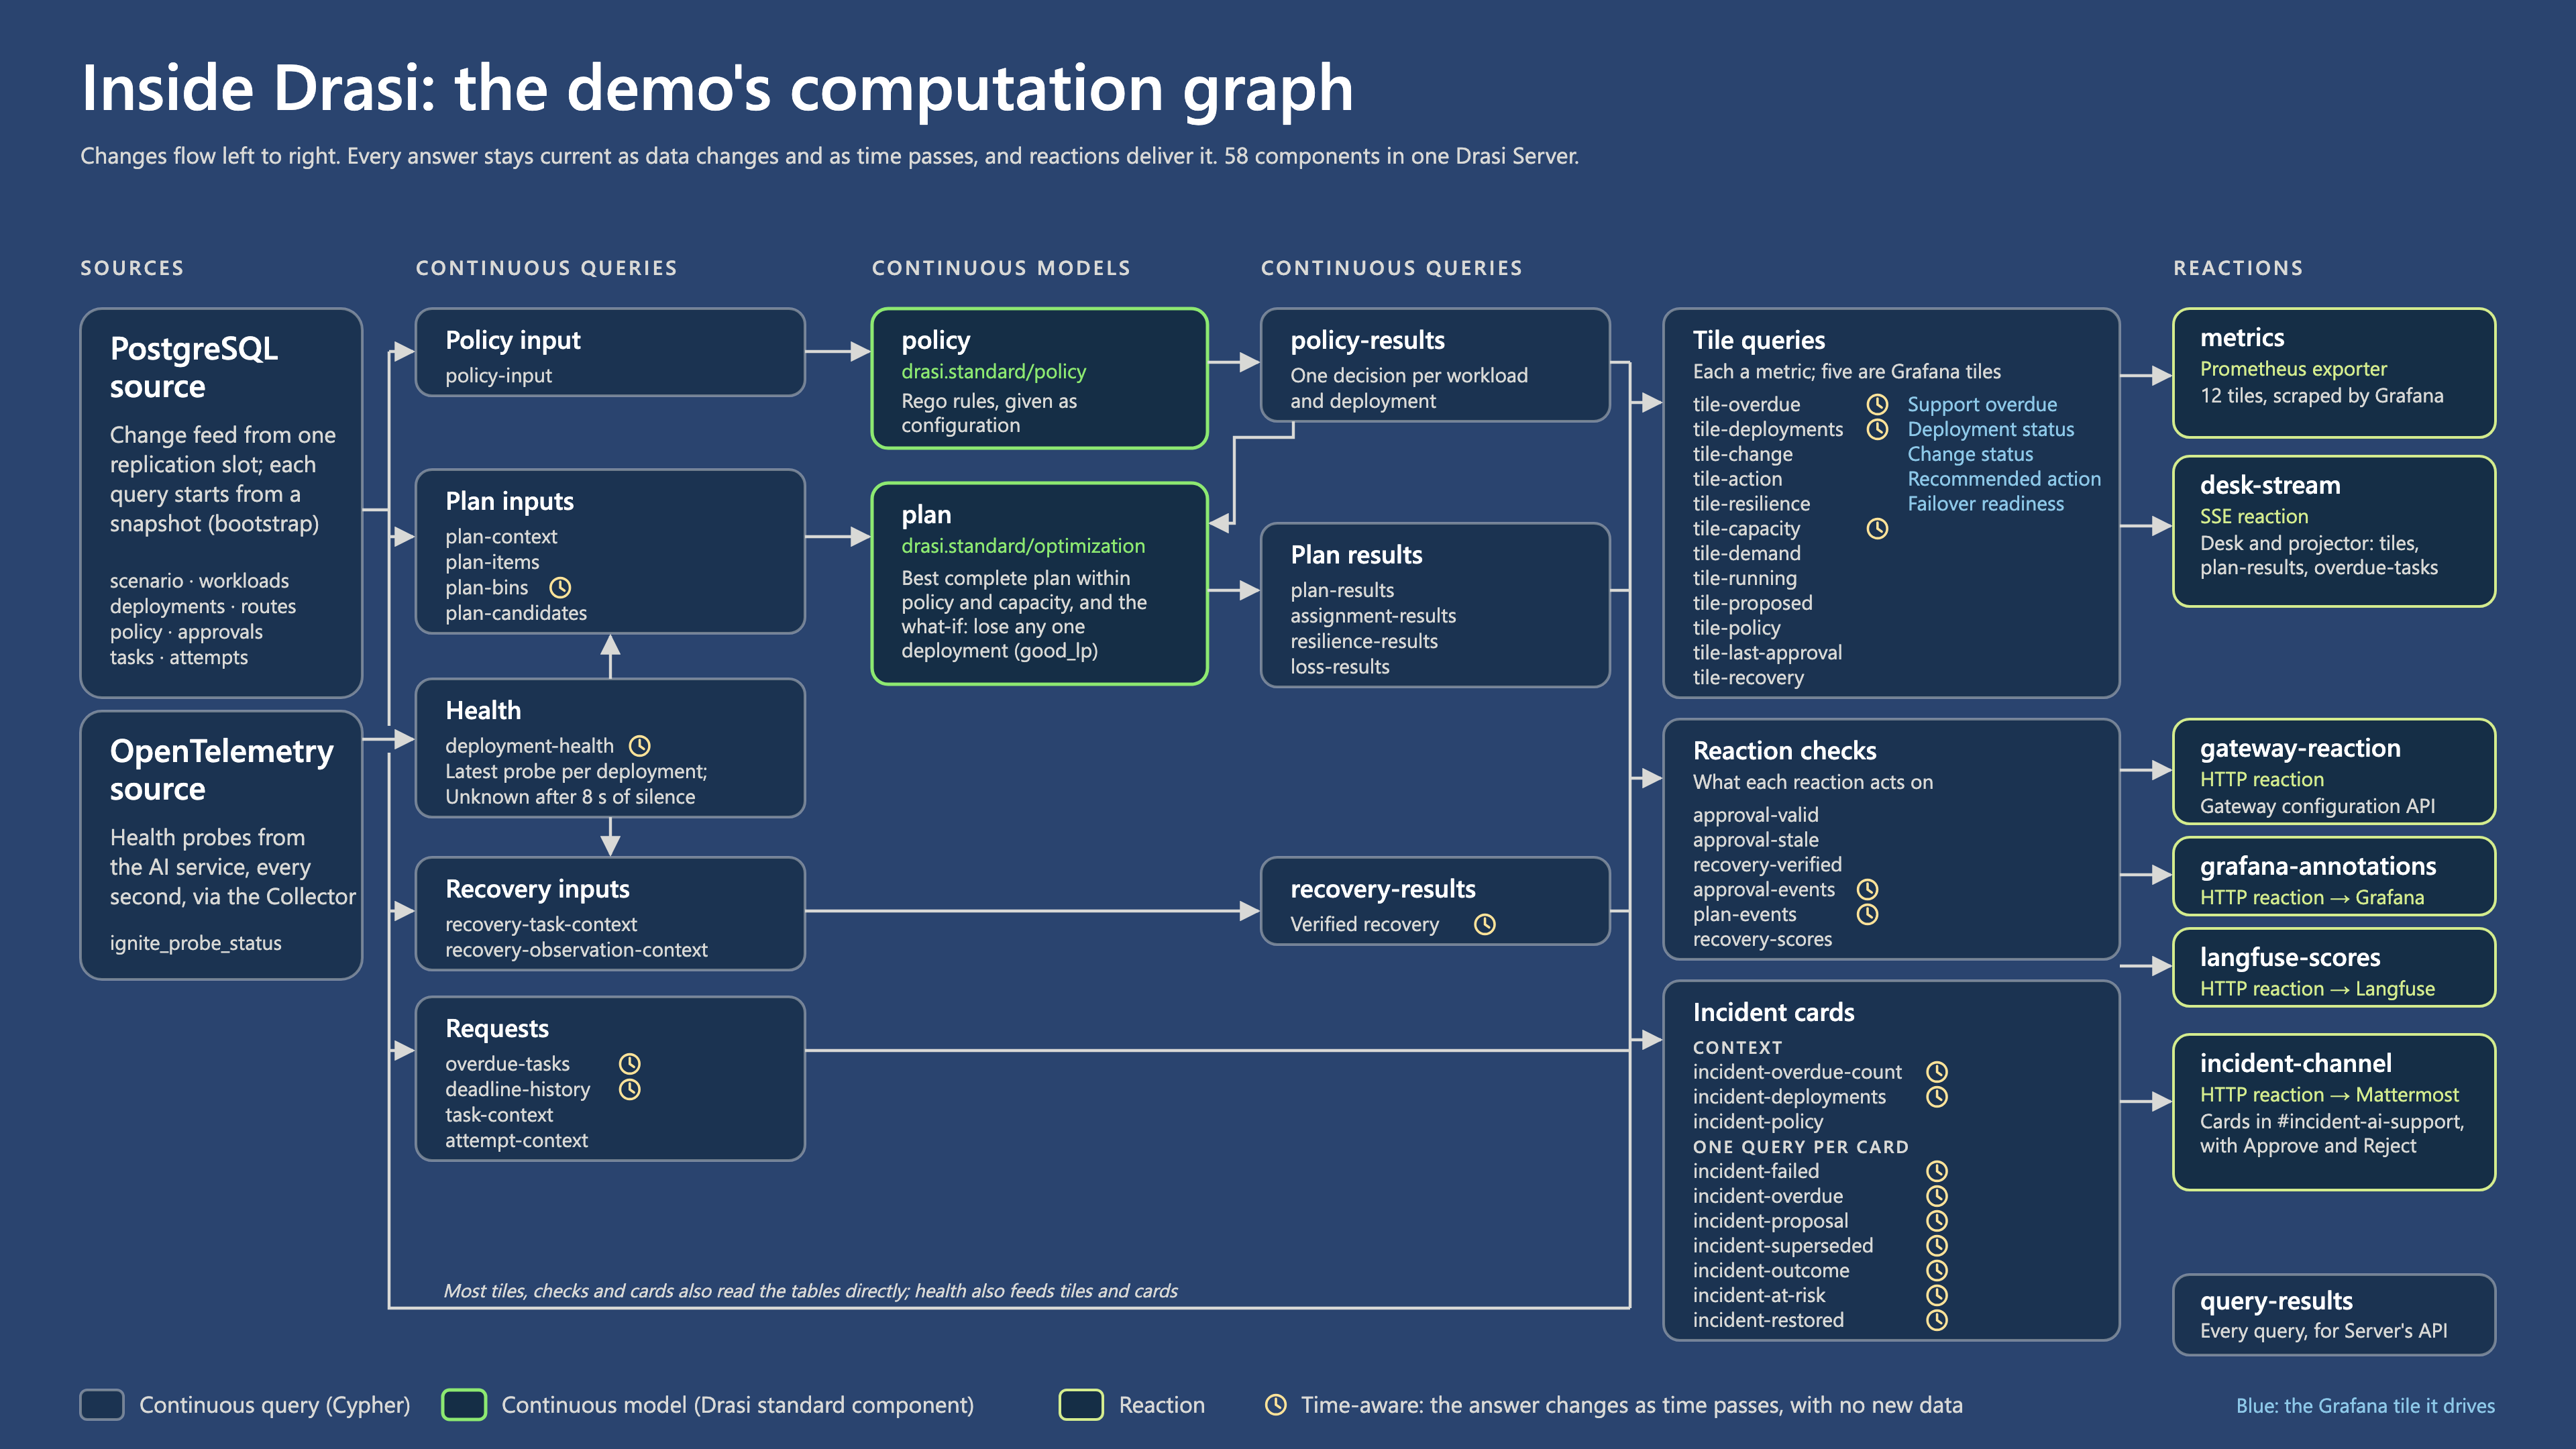 Inside Drasi: the demo's computation graph
Changes flow left to right. Every answer stays current as data changes and as time passes, and reactions deliver it. 58 components in one Drasi Server.
SOURCES
PostgreSQL
source
Change feed from one
replication slot; each
query starts from a
snapshot (bootstrap)
scenario · workloads
deployments · routes
policy · approvals
tasks · attempts
OpenTelemetry
source
Health probes from
the AI service, every
second, via the Collector
ignite_probe_status
CONTINUOUS QUERIES
Policy input
policy-input
Plan inputs
plan-context
plan-items
plan-bins
plan-candidates
Health
deployment-health
Latest probe per deployment;
Unknown after 8 s of silence
Recovery inputs
recovery-task-context
recovery-observation-context
Requests
overdue-tasks
deadline-history
task-context
attempt-context
CONTINUOUS MODELS
policy
drasi.standard/policy
Rego rules, given as
configuration
plan
drasi.standard/optimization
Best complete plan within
policy and capacity, and the
what-if: lose any one
deployment (good_lp)
CONTINUOUS QUERIES
policy-results
One decision per workload
and deployment
Plan results
plan-results
assignment-results
resilience-results
loss-results
recovery-results
Verified recovery
Tile queries
Each a metric; five are Grafana tiles
tile-overdue Support overdue
tile-deployments Deployment status
tile-change Change status
tile-action Recommended action
tile-resilience Failover readiness
tile-capacity
tile-demand
tile-running
tile-proposed
tile-policy
tile-last-approval
tile-recovery
Reaction checks
What each reaction acts on
approval-valid
approval-stale
recovery-verified
approval-events
plan-events
recovery-scores
Incident cards
CONTEXT
incident-overdue-count
incident-deployments
incident-policy
ONE QUERY PER CARD
incident-failed
incident-overdue
incident-proposal
incident-superseded
incident-outcome
incident-at-risk
incident-restored
REACTIONS
metrics
Prometheus exporter
12 tiles, scraped by Grafana
desk-stream
SSE reaction
Desk and projector: tiles,
plan-results, overdue-tasks
gateway-reaction
HTTP reaction
Gateway configuration API
grafana-annotations
HTTP reaction → Grafana
langfuse-scores
HTTP reaction → Langfuse
incident-channel
HTTP reaction → Mattermost
Cards in #incident-ai-support,
with Approve and Reject
query-results
Every query, for Server's API
Most tiles, checks and cards also read the tables directly; health also feeds tiles and cards
Continuous query (Cypher)
Continuous model (Drasi standard component)
Reaction
Time-aware: the answer changes as time passes, with no new data
Blue: the Grafana tile it drives